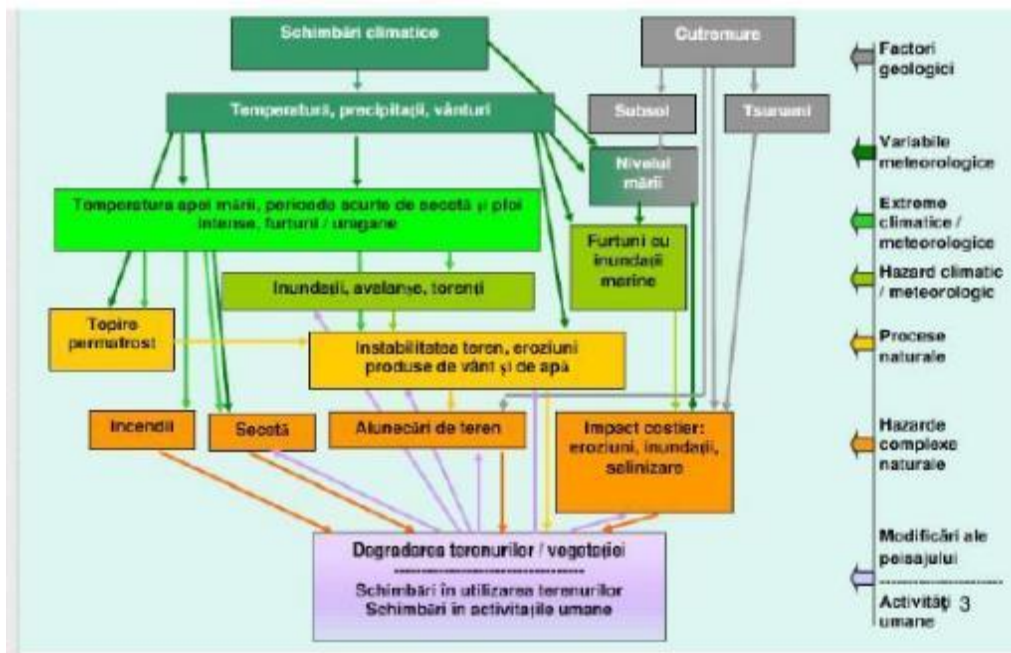 Schimbări climatice
Cutremure
Factori
geologici
Temperatură, precipitații, vânturi
Subsol
Tsunami
Variabile
meteorologice
Nivelul
mării
Temperatura apei mării, perioade scurte de secetă și ploi
intense, furtuni / uragane
Extreme
climatice /
meteorologice
Furtuni cu
inundații
marine
Hazard climatic
/ meteorologic
Inundații, avalanșe, torenți
Topire
permafrost
Instabilitatea teren, eroziuni
produse de vânt și de apă
Procese
naturale
Incendii
Secetă
Alunecări de teren
Impact costier:
eroziuni, inundații,
salinizare
Hazarde
complexe
naturale
Degradarea terenurilor / vegetației
Schimbări în utilizarea terenurilor
Schimbări în activitațile umane
Modificări ale
peisajului
Activități 3
umane